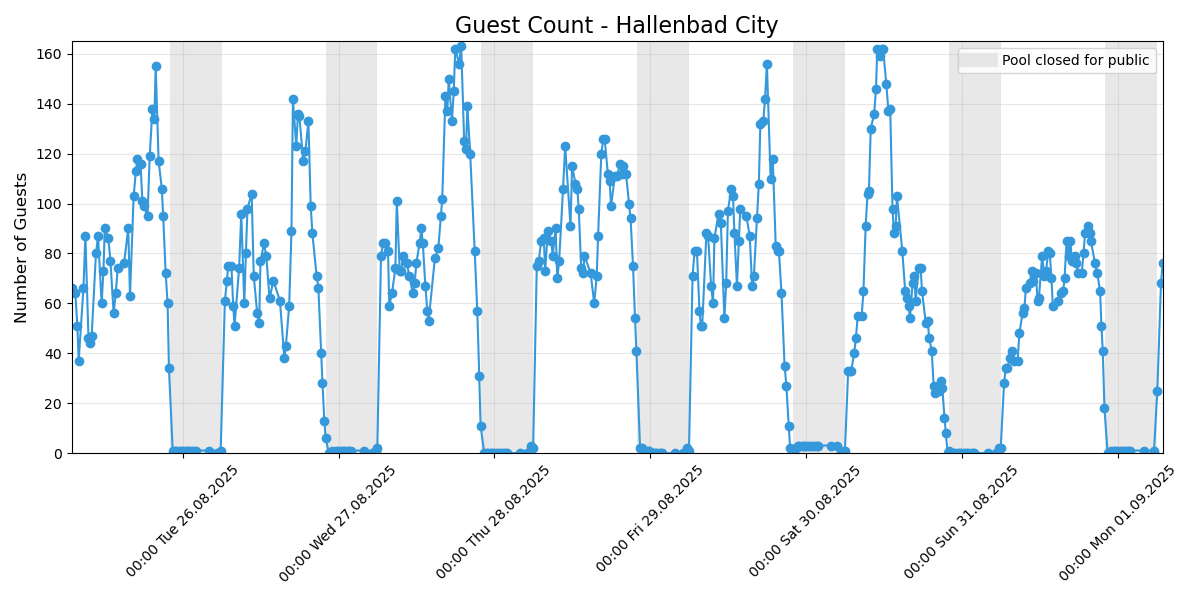 Guest Count - Hallenbad City
Pool closed for public
Number of Guests
160
140
120
100
80
60
40
20
0
00:00 Tue 26.08.2025
00:00 Wed 27.08.2025
00:00 Thu 28.08.2025
00:00 Fri 29.08.2025
00:00 Sat 30.08.2025
00:00 Sun 31.08.2025
00:00 Mon 01.09.2025